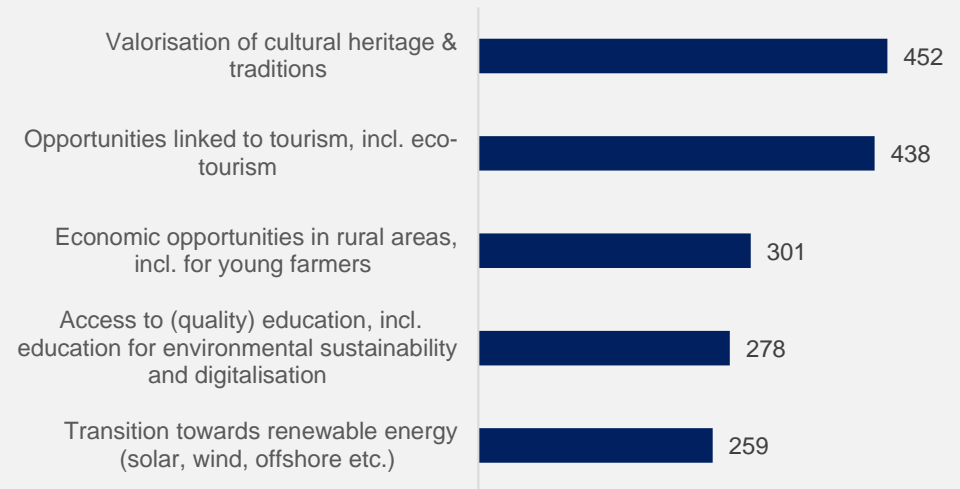 Valorisation of cultural heritage &
traditions
452
Opportunities linked to tourism, incl. eco-
tourism
438
Economic opportunities in rural areas,
incl. for young farmers
301
Access to (quality) education, incl.
education for environmental sustainability
and digitalisation
278
Transition towards renewable energy
(solar, wind, offshore etc.)
259